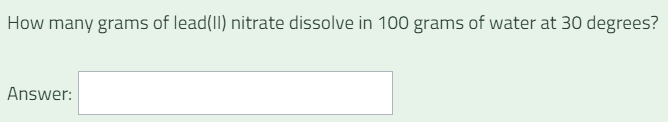 How many grams of lead(II) nitrate dissolve in 100 grams of water at 30 degrees?
Answer: